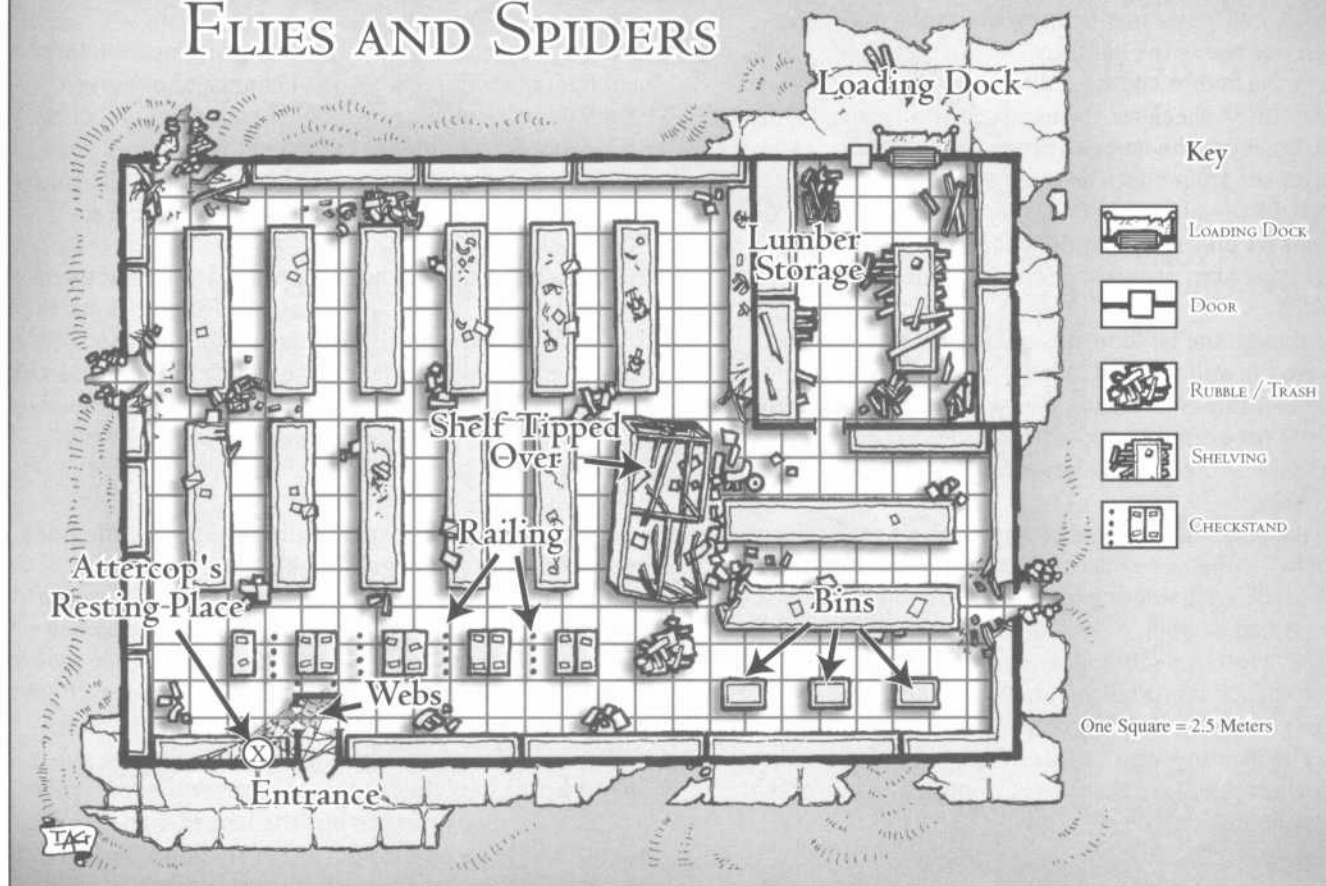 FLIES AND SPIDERS
Loading Dock
Key
LOADING DOCK
Lumber
Storage
DOOR
RUBBLE / TRASH
Shelf Tipped
Over
SHELVING
Railing
CHECKSTAND
Attercop's
Resting Place
Bins
Webs
One Square = 2.5 Meters
X
Entrance
TAG